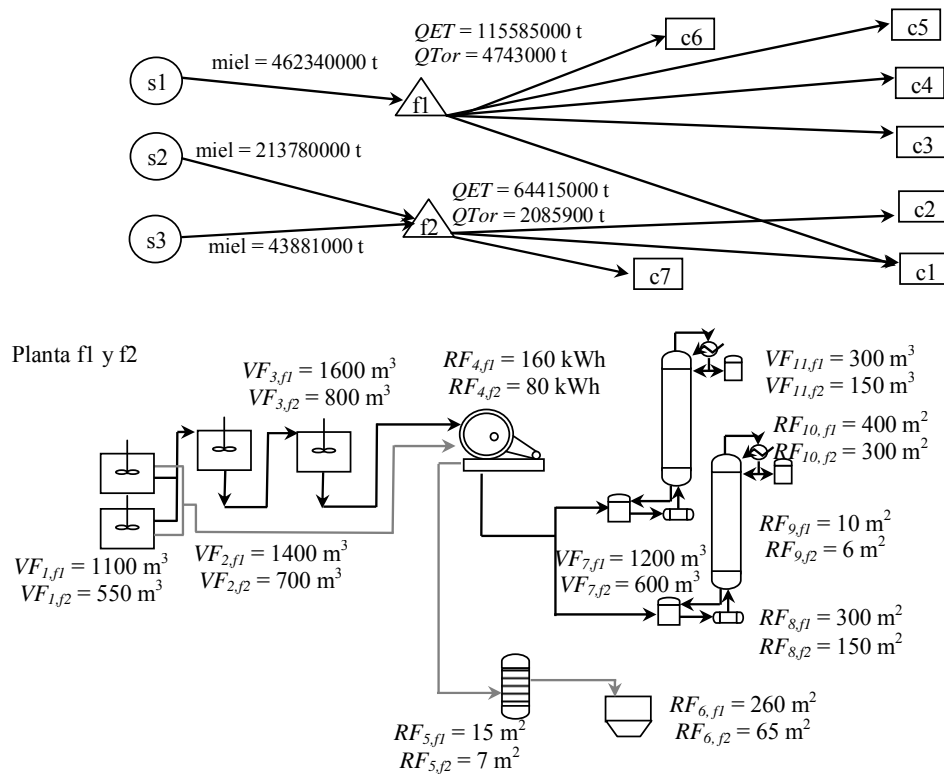 QET = 115585000 t
QTor = 4743000 t
c6
c5
s1
miel = 462340000 t
f1
c4
c3
s2
miel = 213780000 t
QET = 64415000 t
QTor = 2085900 t
c2
s3
miel = 43881000 t
f2
c7
c1
Planta f1 y f2
VF3,f1 = 1600 m³
VF3,f2 = 800 m³
RF4,f1 = 160 kWh
RF4,f2 = 80 kWh
VF11,f1 = 300 m³
VF11,f2 = 150 m³
RF10,f1 = 400 m²
RF10,f2 = 300 m²
VF1,f1 = 1100 m³
VF1,f2 = 550 m³
VF2,f1 = 1400 m³
VF2,f2 = 700 m³
VF7,f1 = 1200 m³
VF7,f2 = 600 m³
RF9,f1 = 10 m²
RF9,f2 = 6 m²
RF8,f1 = 300 m²
RF8,f2 = 150 m²
RF5,f1 = 15 m²
RF5,f2 = 7 m²
RF6,f1 = 260 m²
RF6,f2 = 65 m²